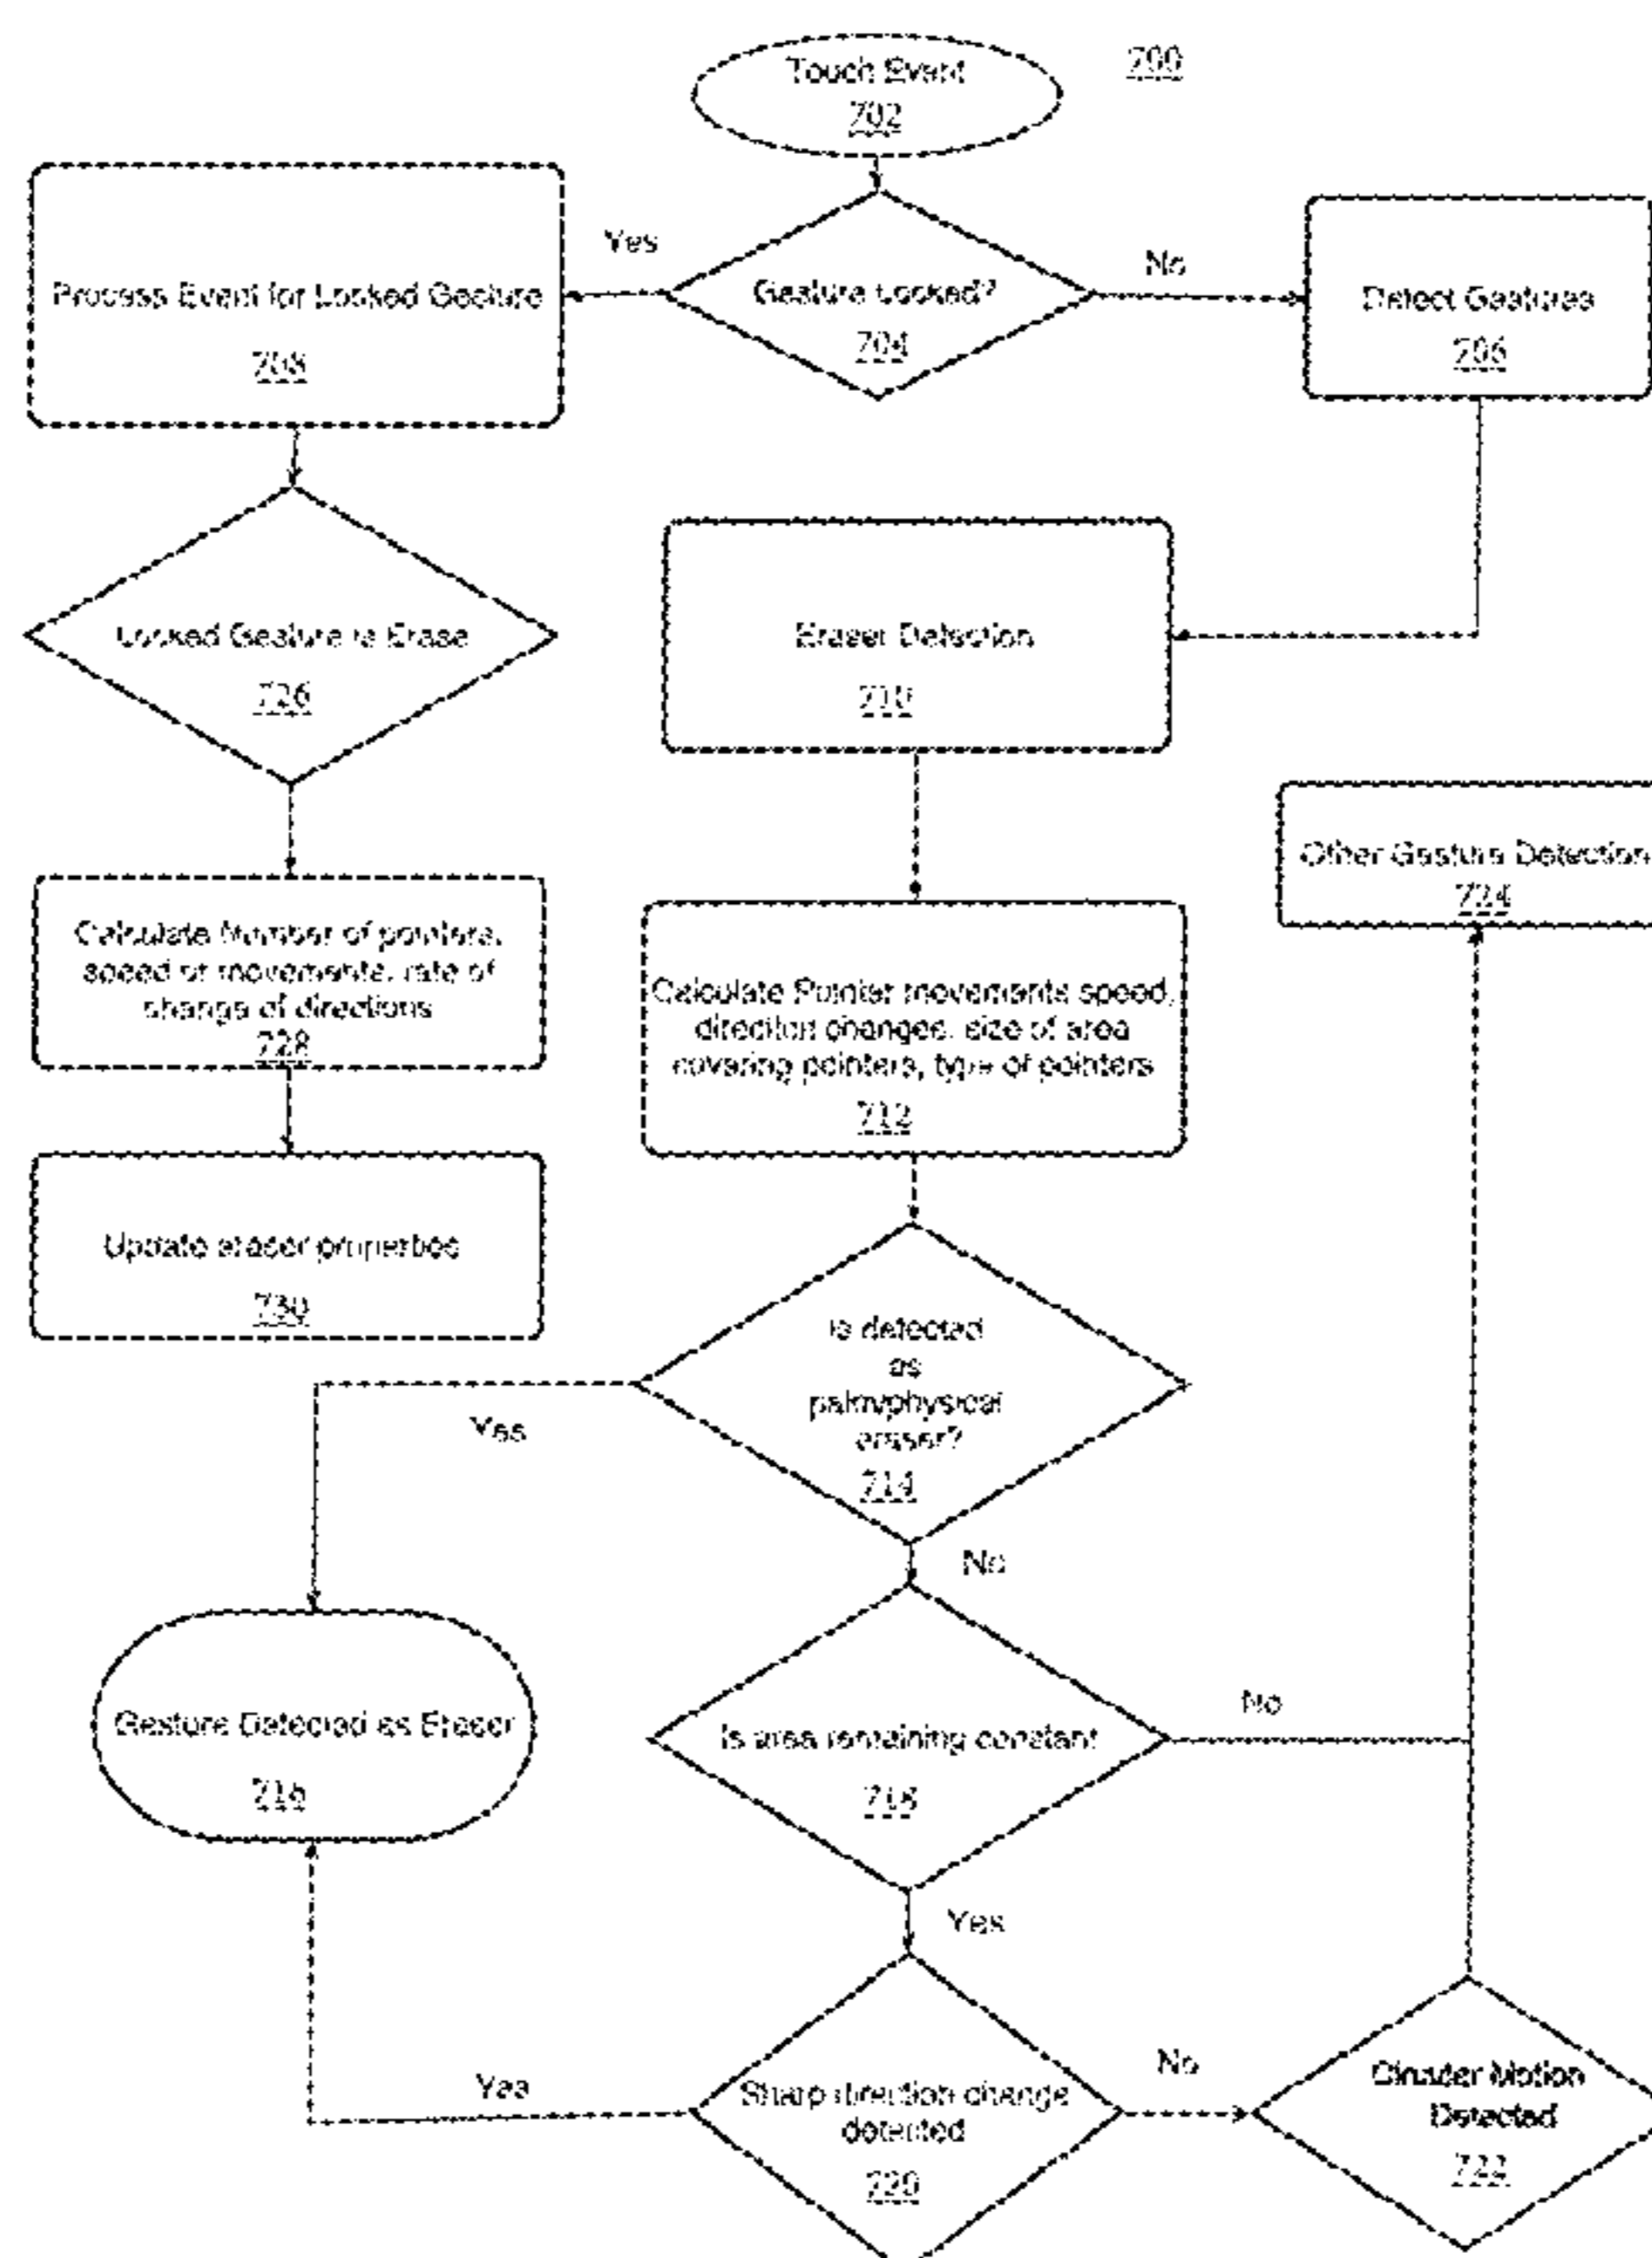 Touch Event
702
700
Gesture Locked?
704
Yes
No
Process Event for Locked Gesture
708
Detect Gestures
706
Locked Gesture is Erase
726
Eraser Detection
710
Other Gesture Detection
724
Calculate Number of pointers,
speed of movements, rate of
change of directions
728
Calculate Pointer movements speed,
direction changes, size of area
covering pointers, type of pointers
712
Update eraser properties
730
Is detected
as
palm/physical
eraser?
714
Yes
No
Gesture Detected as Eraser
716
Is area remaining constant
718
No
Yes
Sharp direction change
detected
720
Yes
No
Motion
Detected
722